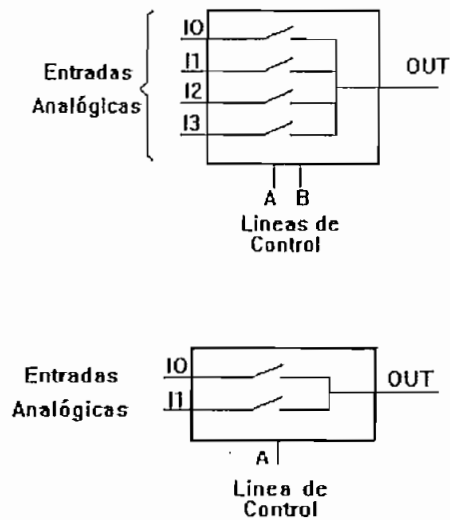 I0
I1
I2
I3
Entradas
Analógicas
OUT
A B
Lineas de
Control
I0
I1
Entradas
Analógicas
OUT
A
Linea de
Control